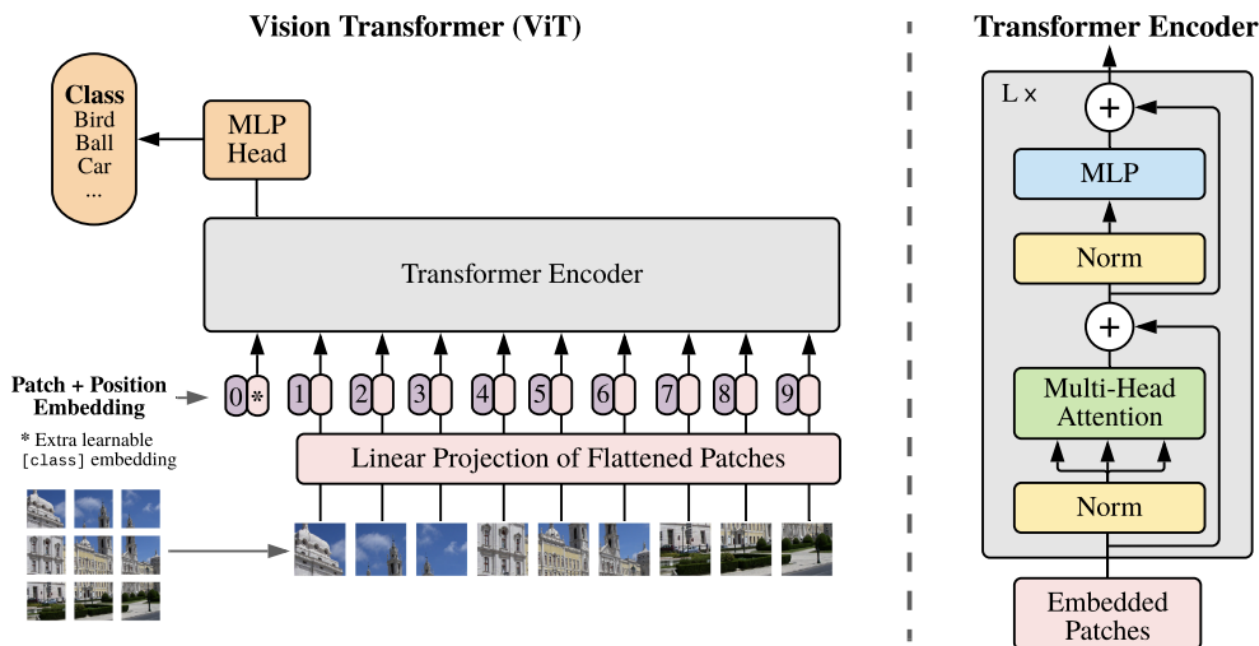 Vision Transformer (ViT)
Class
Bird
Ball
Car
...
MLP
Head
Transformer Encoder
Patch + Position
Embedding
0 * 1 2 3 4 5 6 7 8 9
* Extra learnable
[class] embedding
Linear Projection of Flattened Patches
Transformer Encoder
L ×
+
MLP
Norm
+
Multi-Head
Attention
Norm
Embedded
Patches